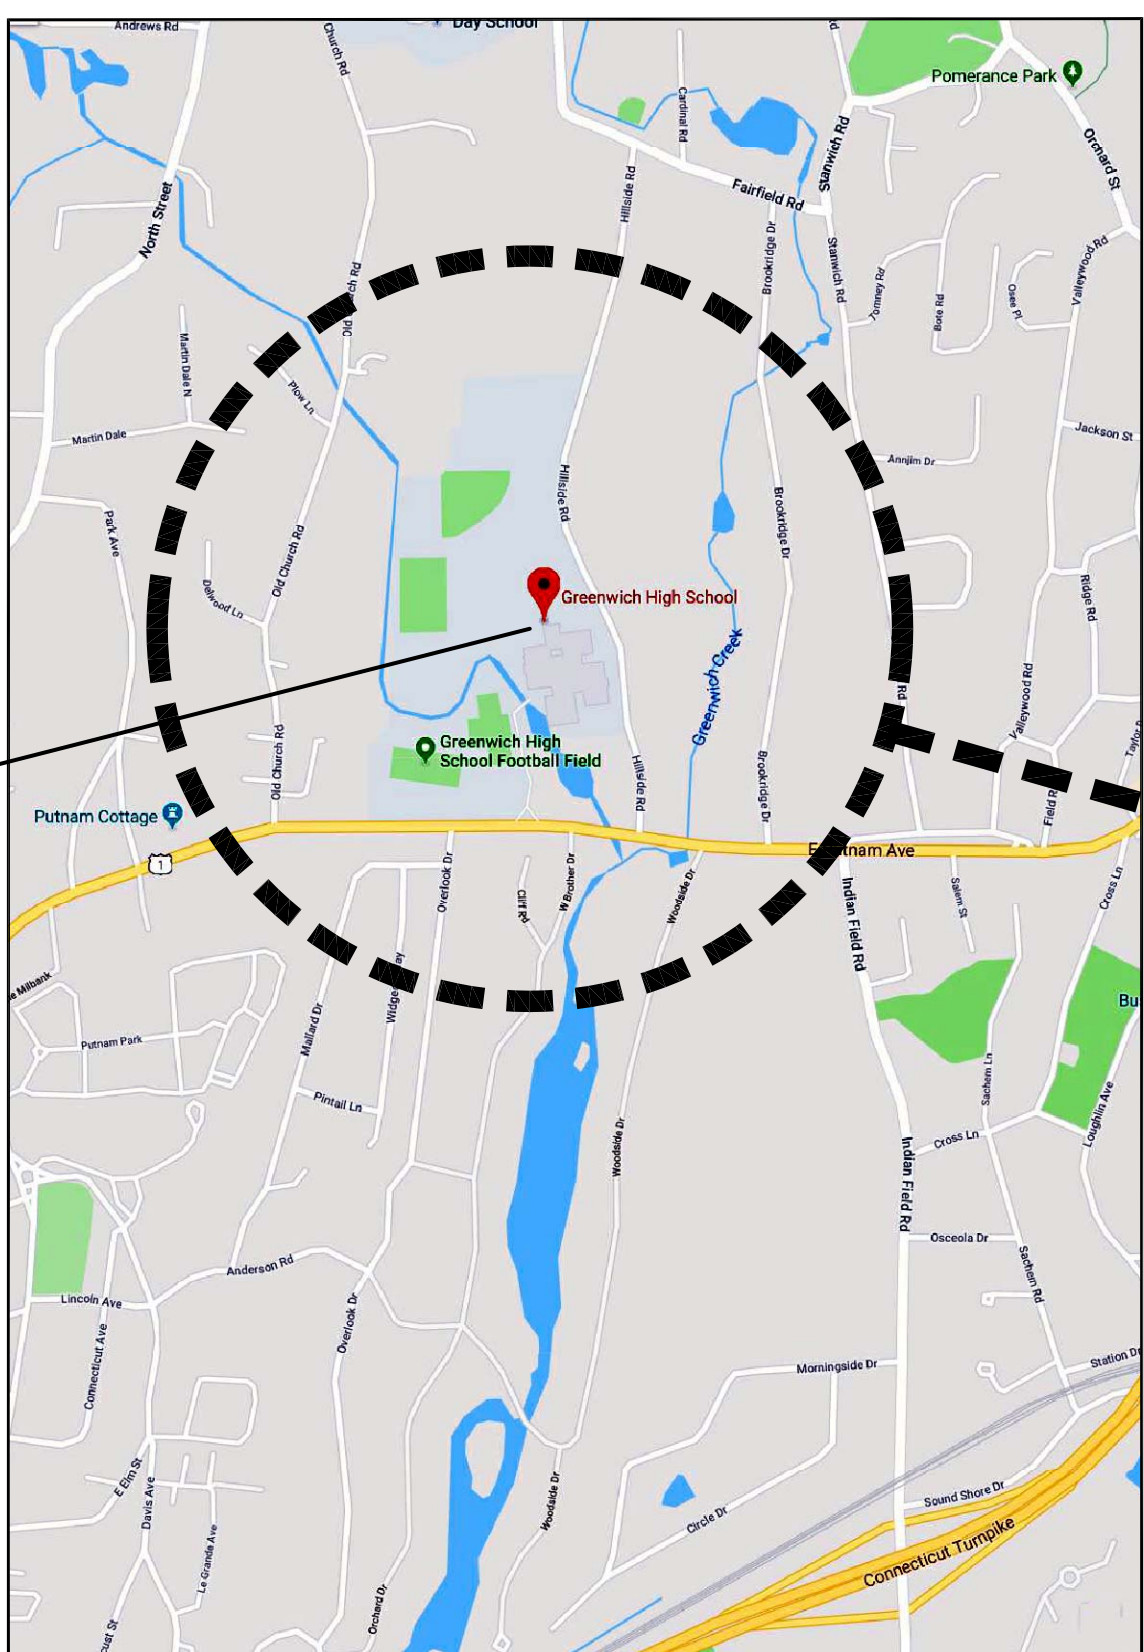 Andrews Rd
Day School
Church Rd
Cardinal Rd
Pomerance Park
Orchard St
Stanwich Rd
Fairfield Rd
Hillside Rd
North Street
Brookridge Dr
Stanwich Rd
Tomney Rd
Bote Rd
Osee Pl
Valleywood Rd
Martin Dale N
Plow Ln
Martin Dale
Jackson St
Annjim Dr
Hillside Rd
Brookridge Dr
Park Ave
Old Church Rd
Dewood Ln
Greenwich High School
Ridge Rd
Greenwich Creek
Valleywood Rd
Rd
Greenwich High
School Football Field
Old Church Rd
Hillside Rd
Brookridge Dr
Putnam Cottage
1
Overlook Dr
Cliff Rd
W Brother Dr
Woodside Dr
Indian Field Rd
Salem St
Cross Ln
Putnam Park
Mallard Dr
Pintail Ln
Woodside Dr
Sachem Ln
Loughlin Ave
Cross Ln
Indian Field Rd
Osceola Dr
Sachem Rd
Anderson Rd
Lincoln Ave
Connecticut Ave
Overlook Dr
Morningside Dr
Station Dr
E Elm St
Davis Ave
Le Grande Ave
Woodside Dr
Circle Dr
Sound Shore Dr
Connecticut Turnpike
Orchard Dr